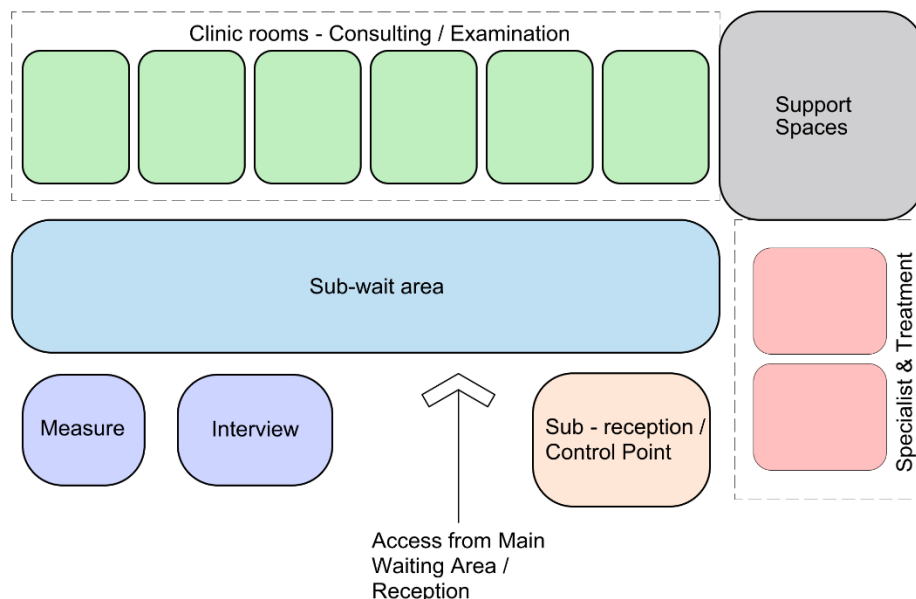 Clinic rooms - Consulting / Examination
Support
Spaces
Sub-wait area
Specialist & Treatment
Measure
Interview
Sub - reception /
Control Point
Access from Main
Waiting Area /
Reception